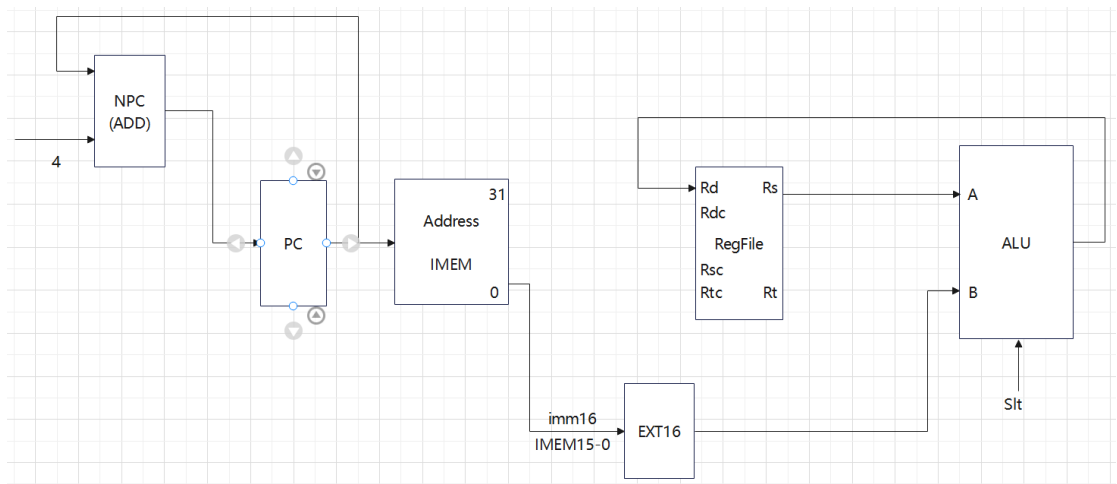 NPC
(ADD)
4
PC
31
Address
IMEM
0
imm16
IMEM15-0
EXT16
Rd Rs
Rdc
RegFile
Rsc
Rtc Rt
A
ALU
B
Slt